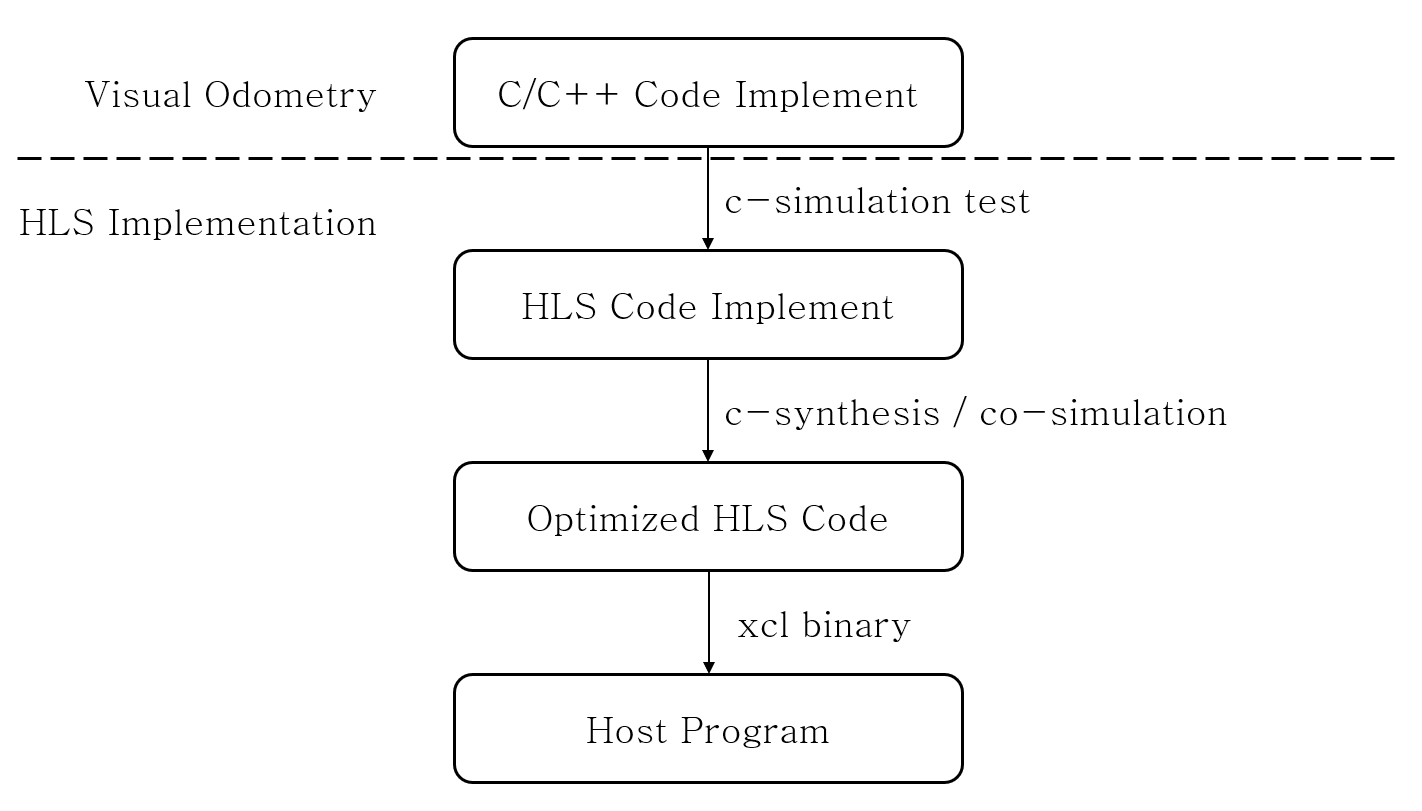 Visual Odometry
C/C++ Code Implement
c-simulation test
HLS Implementation
HLS Code Implement
c-synthesis / co-simulation
Optimized HLS Code
xcl binary
Host Program